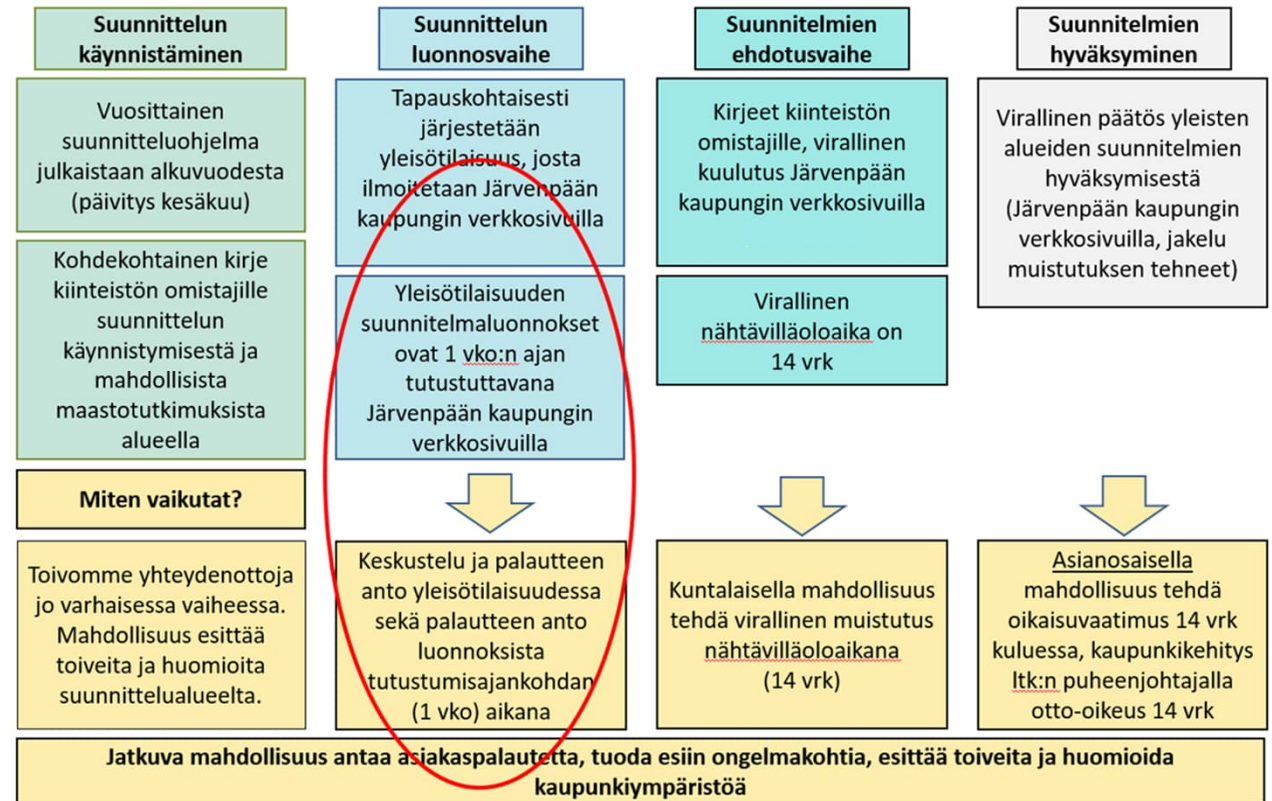 Suunnittelun
käynnistäminen
Vuosittainen
suunnitteluohjelma
julkaistaan alkuvuodesta
(päivitys kesäkuu)
Kohdekohtainen kirje
kiinteistön omistajille
suunnittelun
käynnistymisestä ja
mahdollisista
maastotutkimuksista
alueella
Miten vaikutat?
Toivomme yhteydenottoja
jo varhaisessa vaiheessa.
Mahdollisuus esittää
toiveita ja huomioita
suunnittelualueelta.
Suunnittelun
luonnosvaihe
Tapauskohtaisesti
järjestetään
yleisötilaisuus, josta
ilmoitetaan Järvenpään
kaupungin verkkosivuilla
Yleisötilaisuuden
suunnitelmaluonnokset
ovat 1 vko:n ajan
tutustuttavana
Järvenpään kaupungin
verkkosivuilla
Keskustelu ja palautteen
anto yleisötilaisuudessa
sekä palautteen anto
luonnoksista
tutustumisajankohdan
(1 vko) aikana
Suunnitelmien
ehdotusvaihe
Kirjeet kiinteistön
omistajille, virallinen
kuulutus Järvenpään
kaupungin verkkosivuilla
Virallinen
nähtävilläoloaika on
14 vrk
Kuntalaisella mahdollisuus
tehdä virallinen muistutus
nähtävilläoloaikana
(14 vrk)
Suunnitelmien
hyväksyminen
Virallinen päätös yleisten
alueiden suunnitelmien
hyväksymisestä
(Järvenpään kaupungin
verkkosivuilla, jakelu
muistutuksen tehneet)
Asianosaisella
mahdollisuus tehdä
oikaisuvaatimus 14 vrk
kuluessa, kaupunkikehitys
ltk:n puheenjohtajalla
otto-oikeus 14 vrk
Jatkuva mahdollisuus antaa asiakaspalautetta, tuoda esiin ongelmakohtia, esittää toiveita ja huomioida
kaupunkiympäristöä